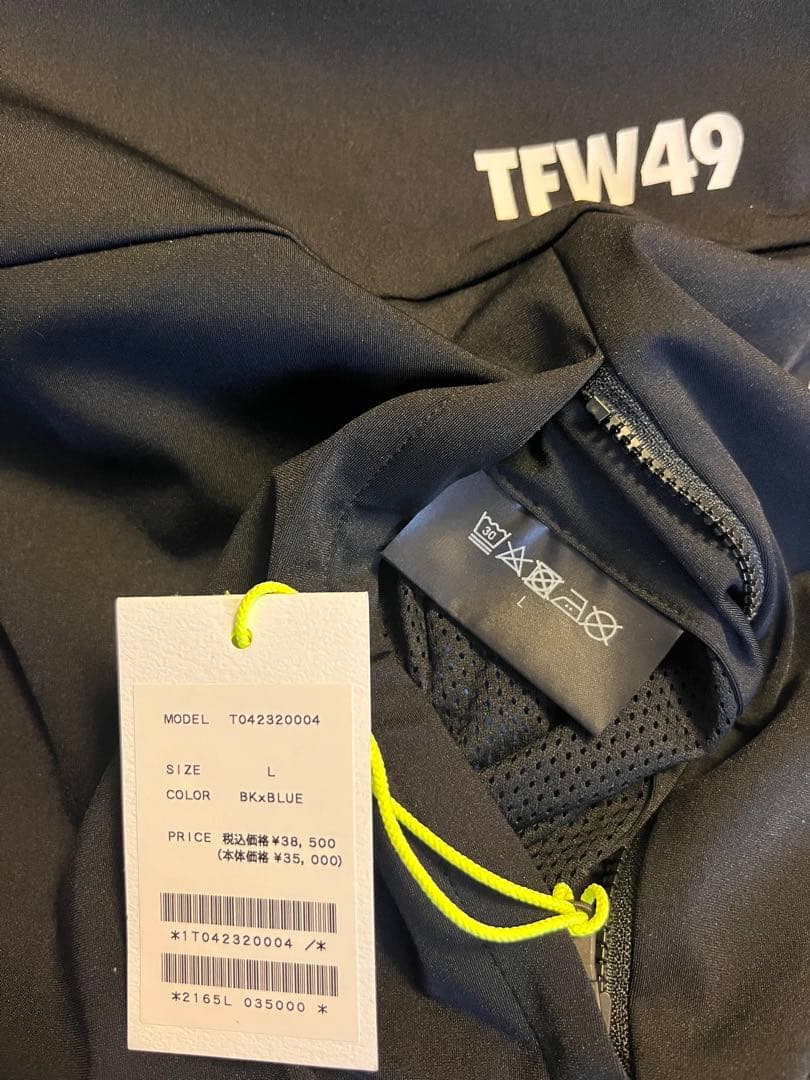 TFW49
30
L
MODEL T042320004
SIZE L
COLOR BKxBLUE
PRICE 税込価格 ¥38,500
(本体価格 ¥35,000)
*1T042320004 /*
*2165L 035000 *